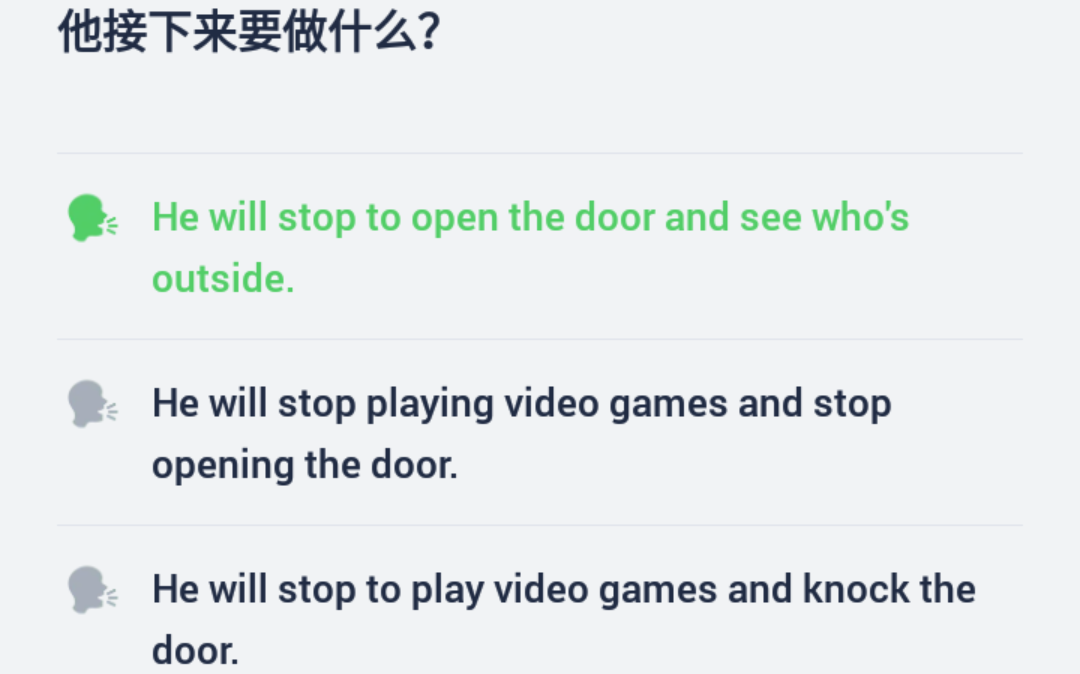 他接下来要做什么？
He will stop to open the door and see who's
outside.
He will stop playing video games and stop
opening the door.
He will stop to play video games and knock the
door.